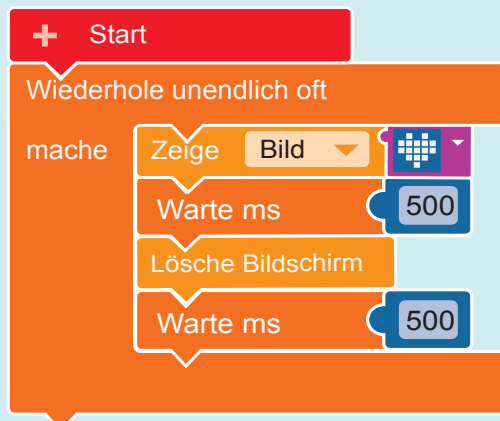 + Start
Wiederhole unendlich oft
mache Zeige Bild
Warte ms 500
Lösche Bildschirm
Warte ms 500